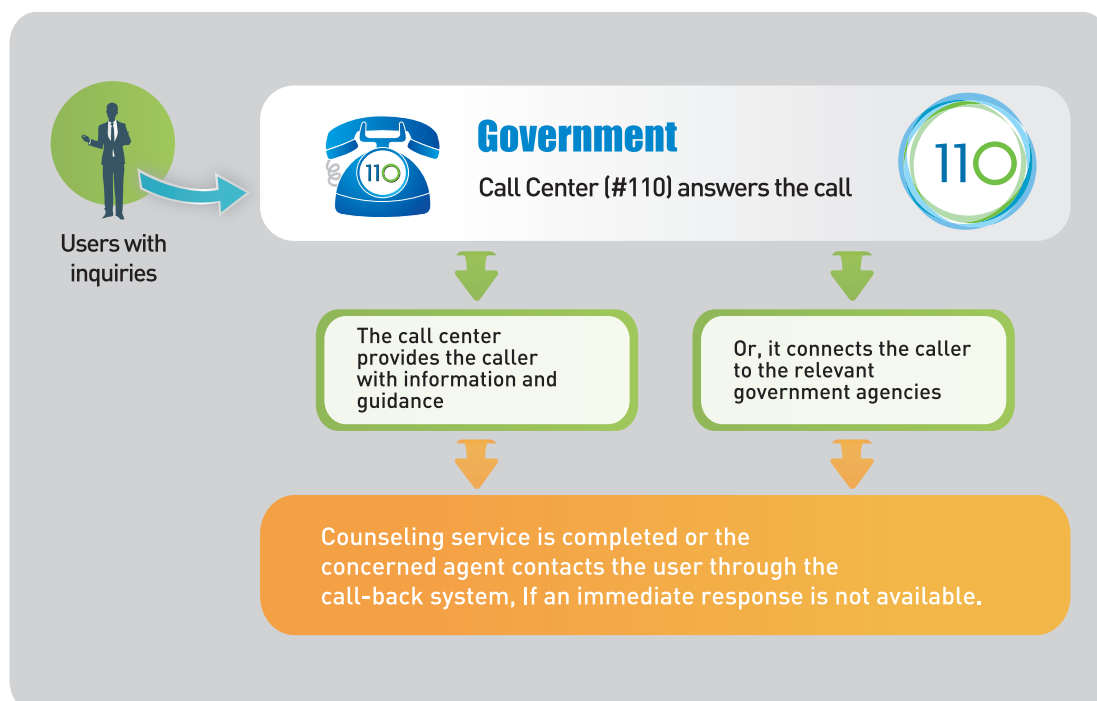 110
Government
Call Center (#110) answers the call
110
Users with
inquiries
The call center
provides the caller
with information and
guidance
Or, it connects the caller
to the relevant
government agencies
Counseling service is completed or the
concerned agent contacts the user through the
call-back system, If an immediate response is not available.